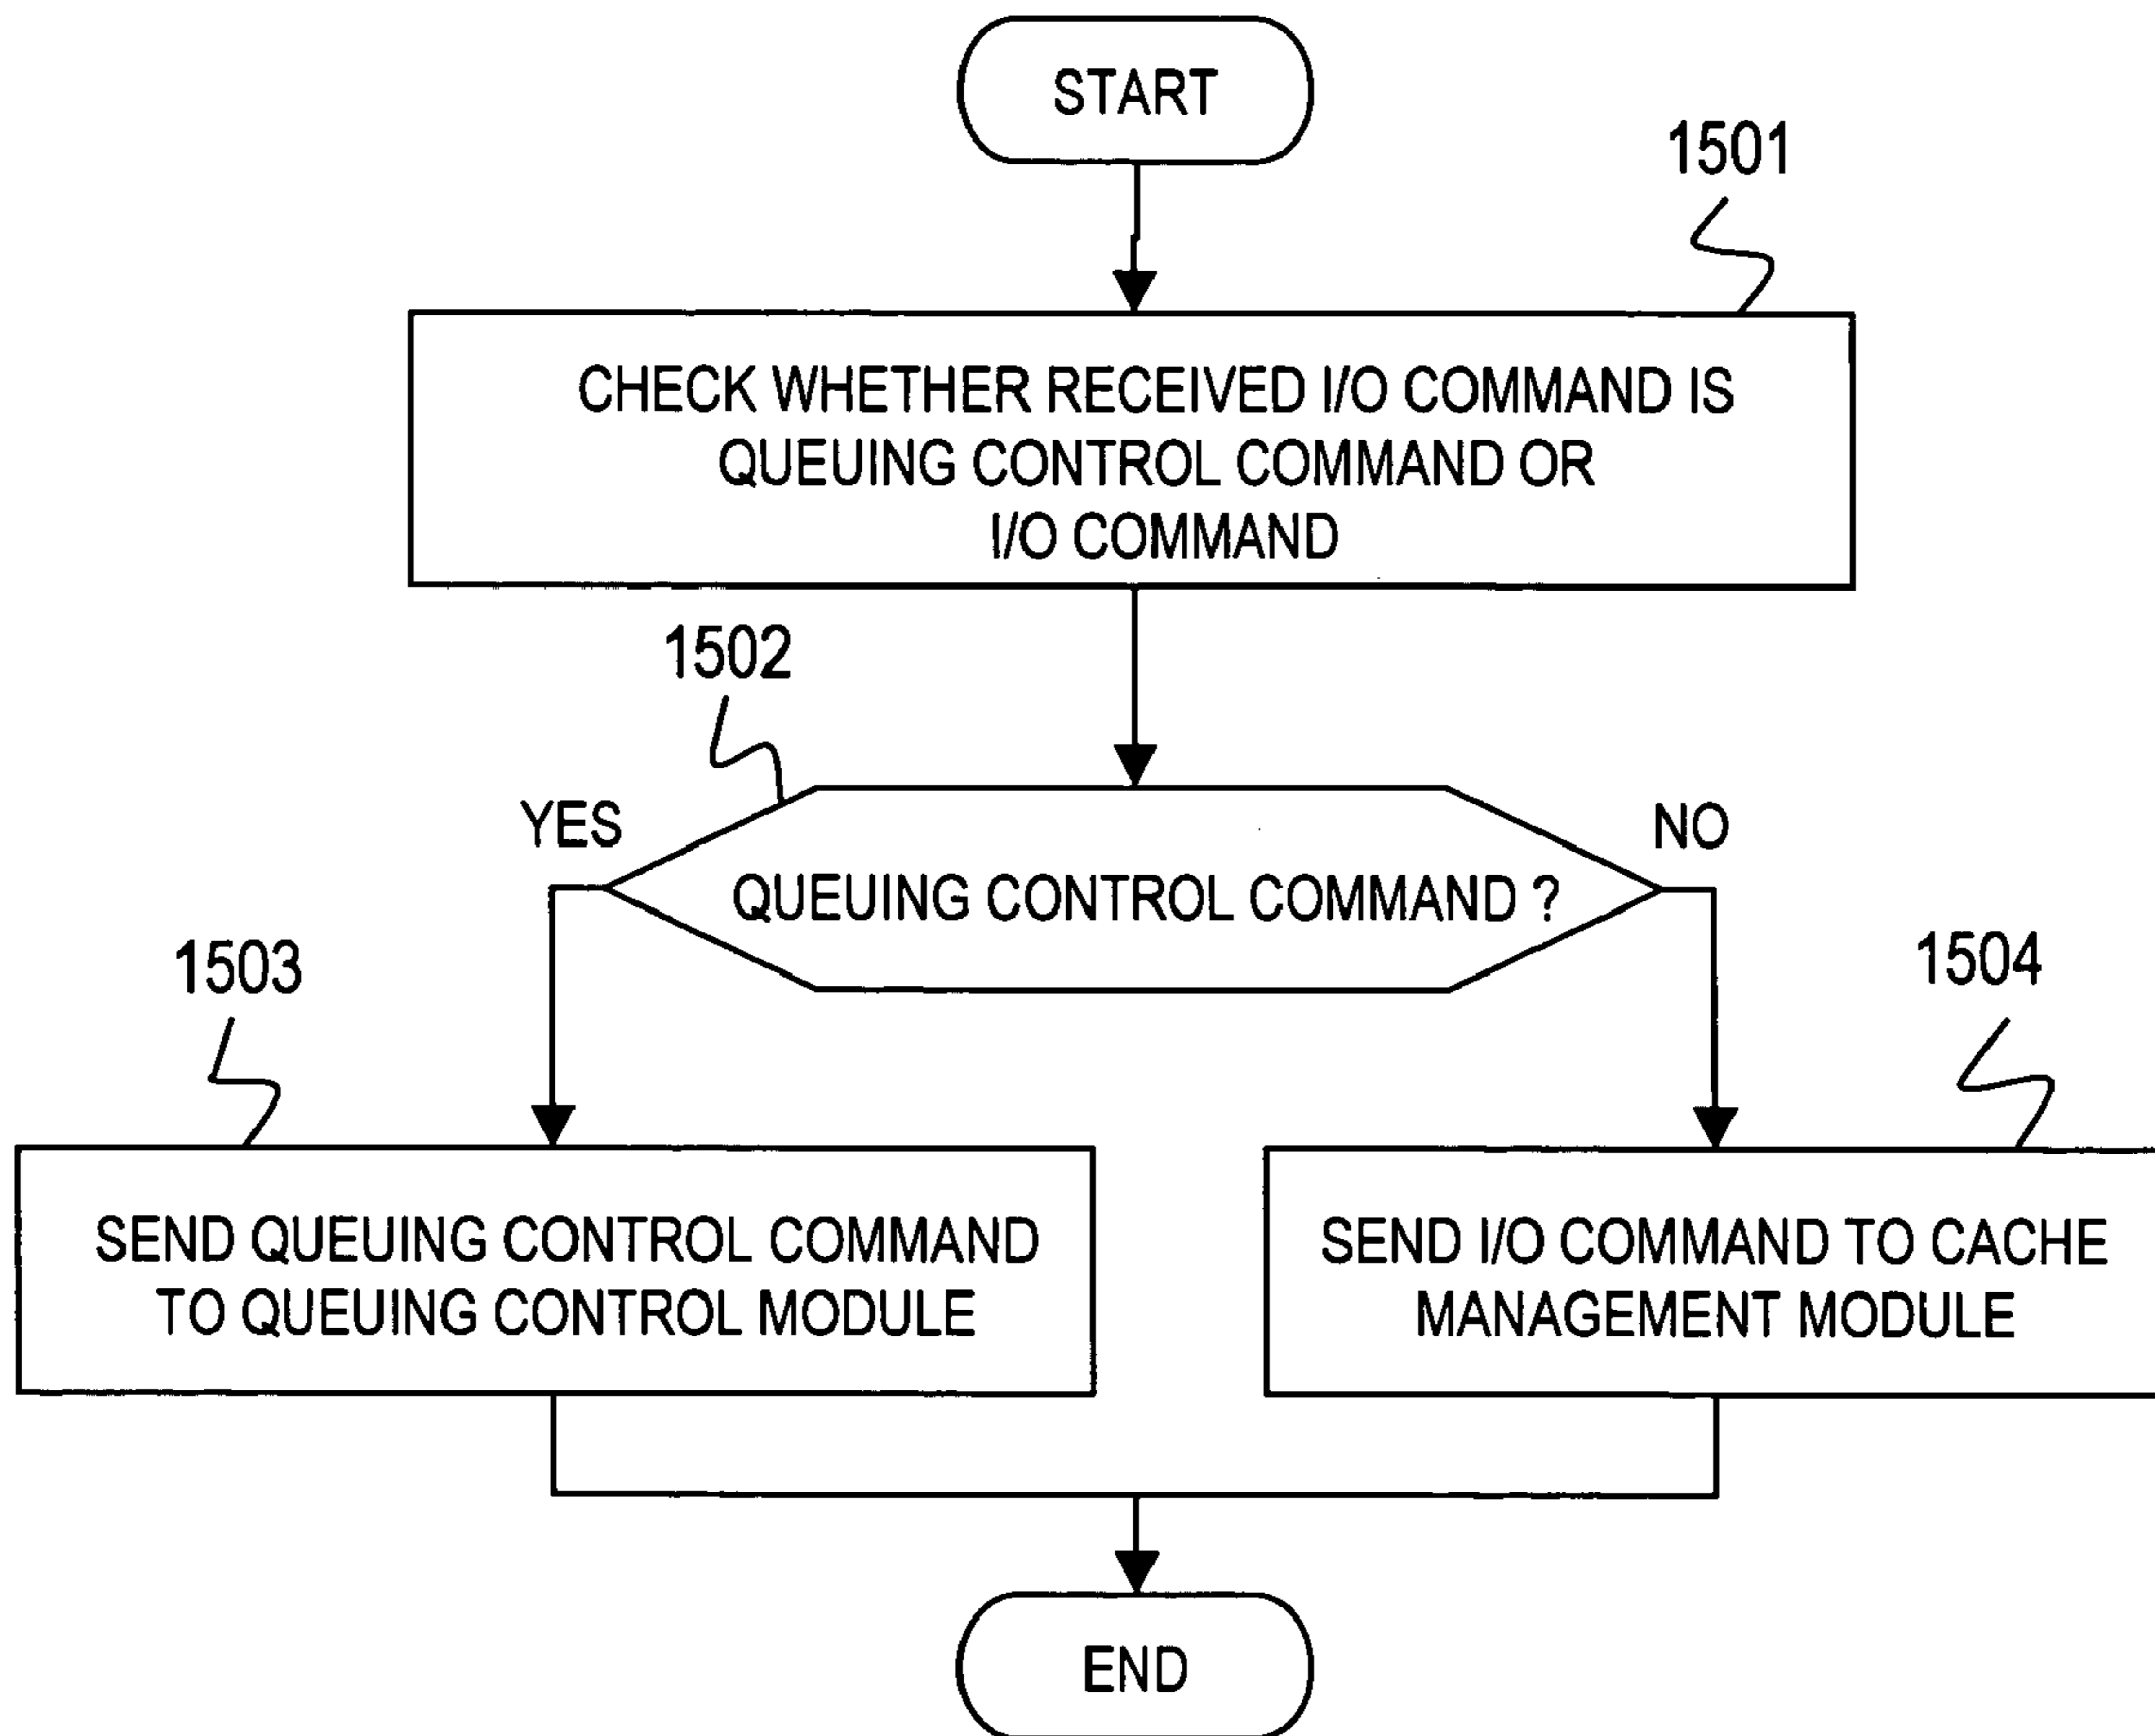 START
1501
CHECK WHETHER RECEIVED I/O COMMAND IS
QUEUING CONTROL COMMAND OR
I/O COMMAND
1502
YES
NO
QUEUING CONTROL COMMAND ?
1503
1504
SEND QUEUING CONTROL COMMAND
TO QUEUING CONTROL MODULE
SEND I/O COMMAND TO CACHE
MANAGEMENT MODULE
END